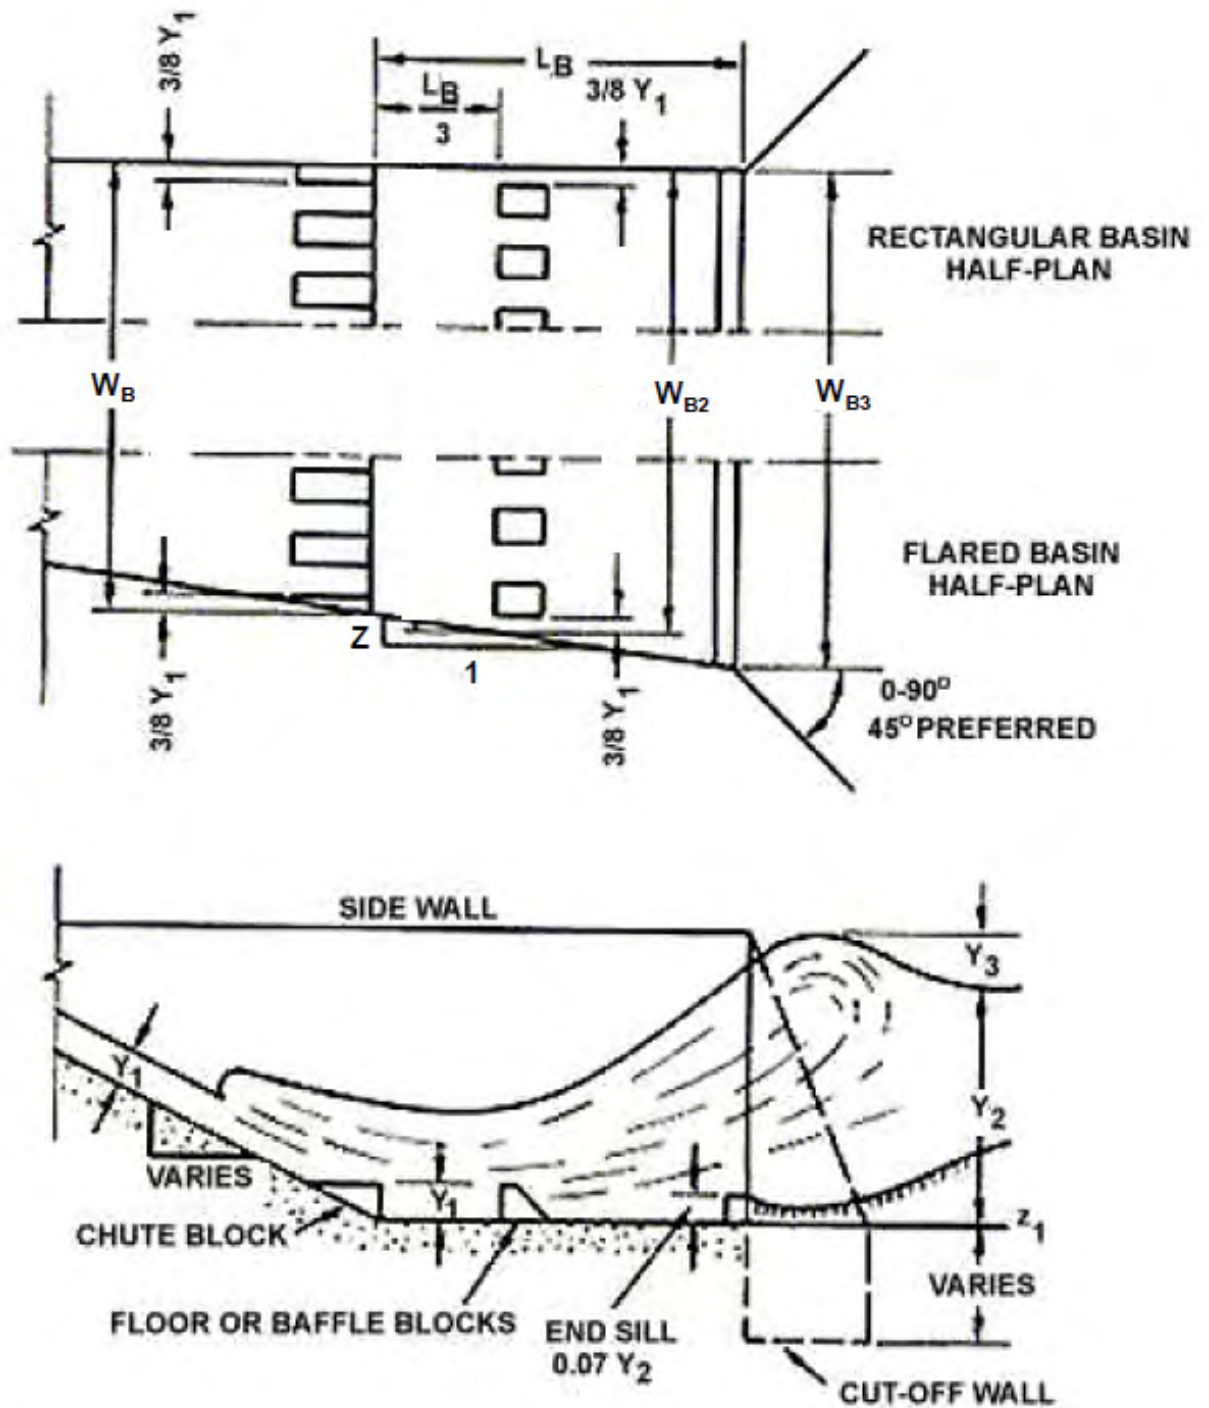 3/8 Y1
LB
LB
3
3/8 Y1
RECTANGULAR BASIN
HALF-PLAN
WB
WB2
WB3
FLARED BASIN
HALF-PLAN
Z
1
3/8 Y1
3/8 Y1
0-90°
45° PREFERRED
SIDE WALL
Y3
Y1
Y2
VARIES
Y1
CHUTE BLOCK
z1
VARIES
FLOOR OR BAFFLE BLOCKS
END SILL
0.07 Y2
CUT-OFF WALL